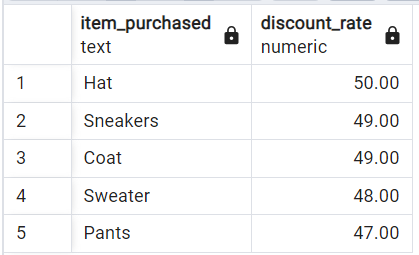 item_purchased discount_rate
text numeric
1 Hat 50.00
2 Sneakers 49.00
3 Coat 49.00
4 Sweater 48.00
5 Pants 47.00